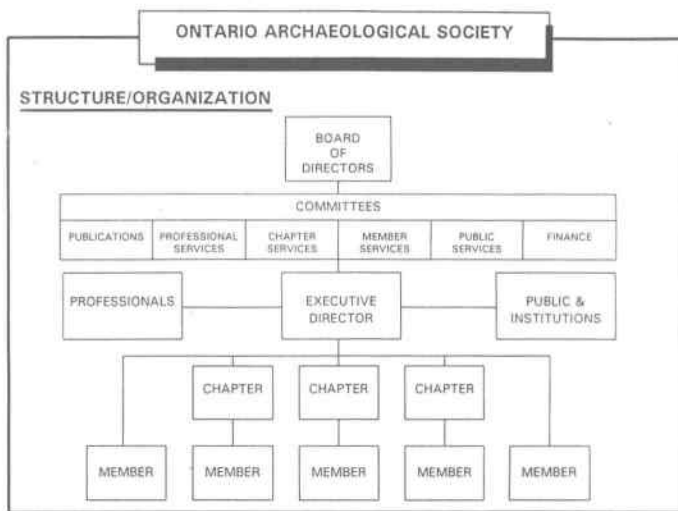 ONTARIO ARCHAEOLOGICAL SOCIETY
STRUCTURE/ORGANIZATION
BOARD
OF
DIRECTORS
COMMITTEES
PUBLICATIONS
PROFESSIONAL
SERVICES
CHAPTER
SERVICES
MEMBER
SERVICES
PUBLIC
SERVICES
FINANCE
PROFESSIONALS
EXECUTIVE
DIRECTOR
PUBLIC &
INSTITUTIONS
CHAPTER
CHAPTER
CHAPTER
MEMBER
MEMBER
MEMBER
MEMBER
MEMBER